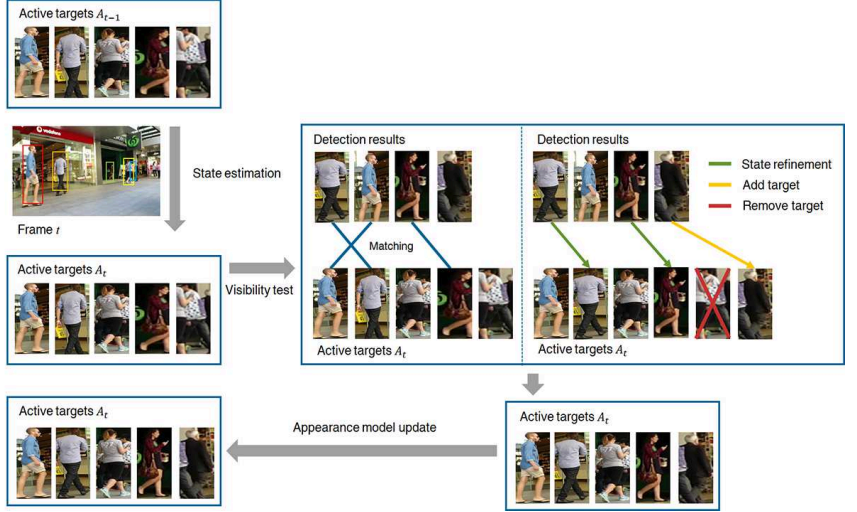 Active targets A_{t−1}
vodafone
State estimation
Frame t
Active targets A_t
Visibility test
Detection results
Matching
Active targets A_t
Detection results
State refinement
Add target
Remove target
Active targets A_t
Active targets A_t
Appearance model update
Active targets A_t